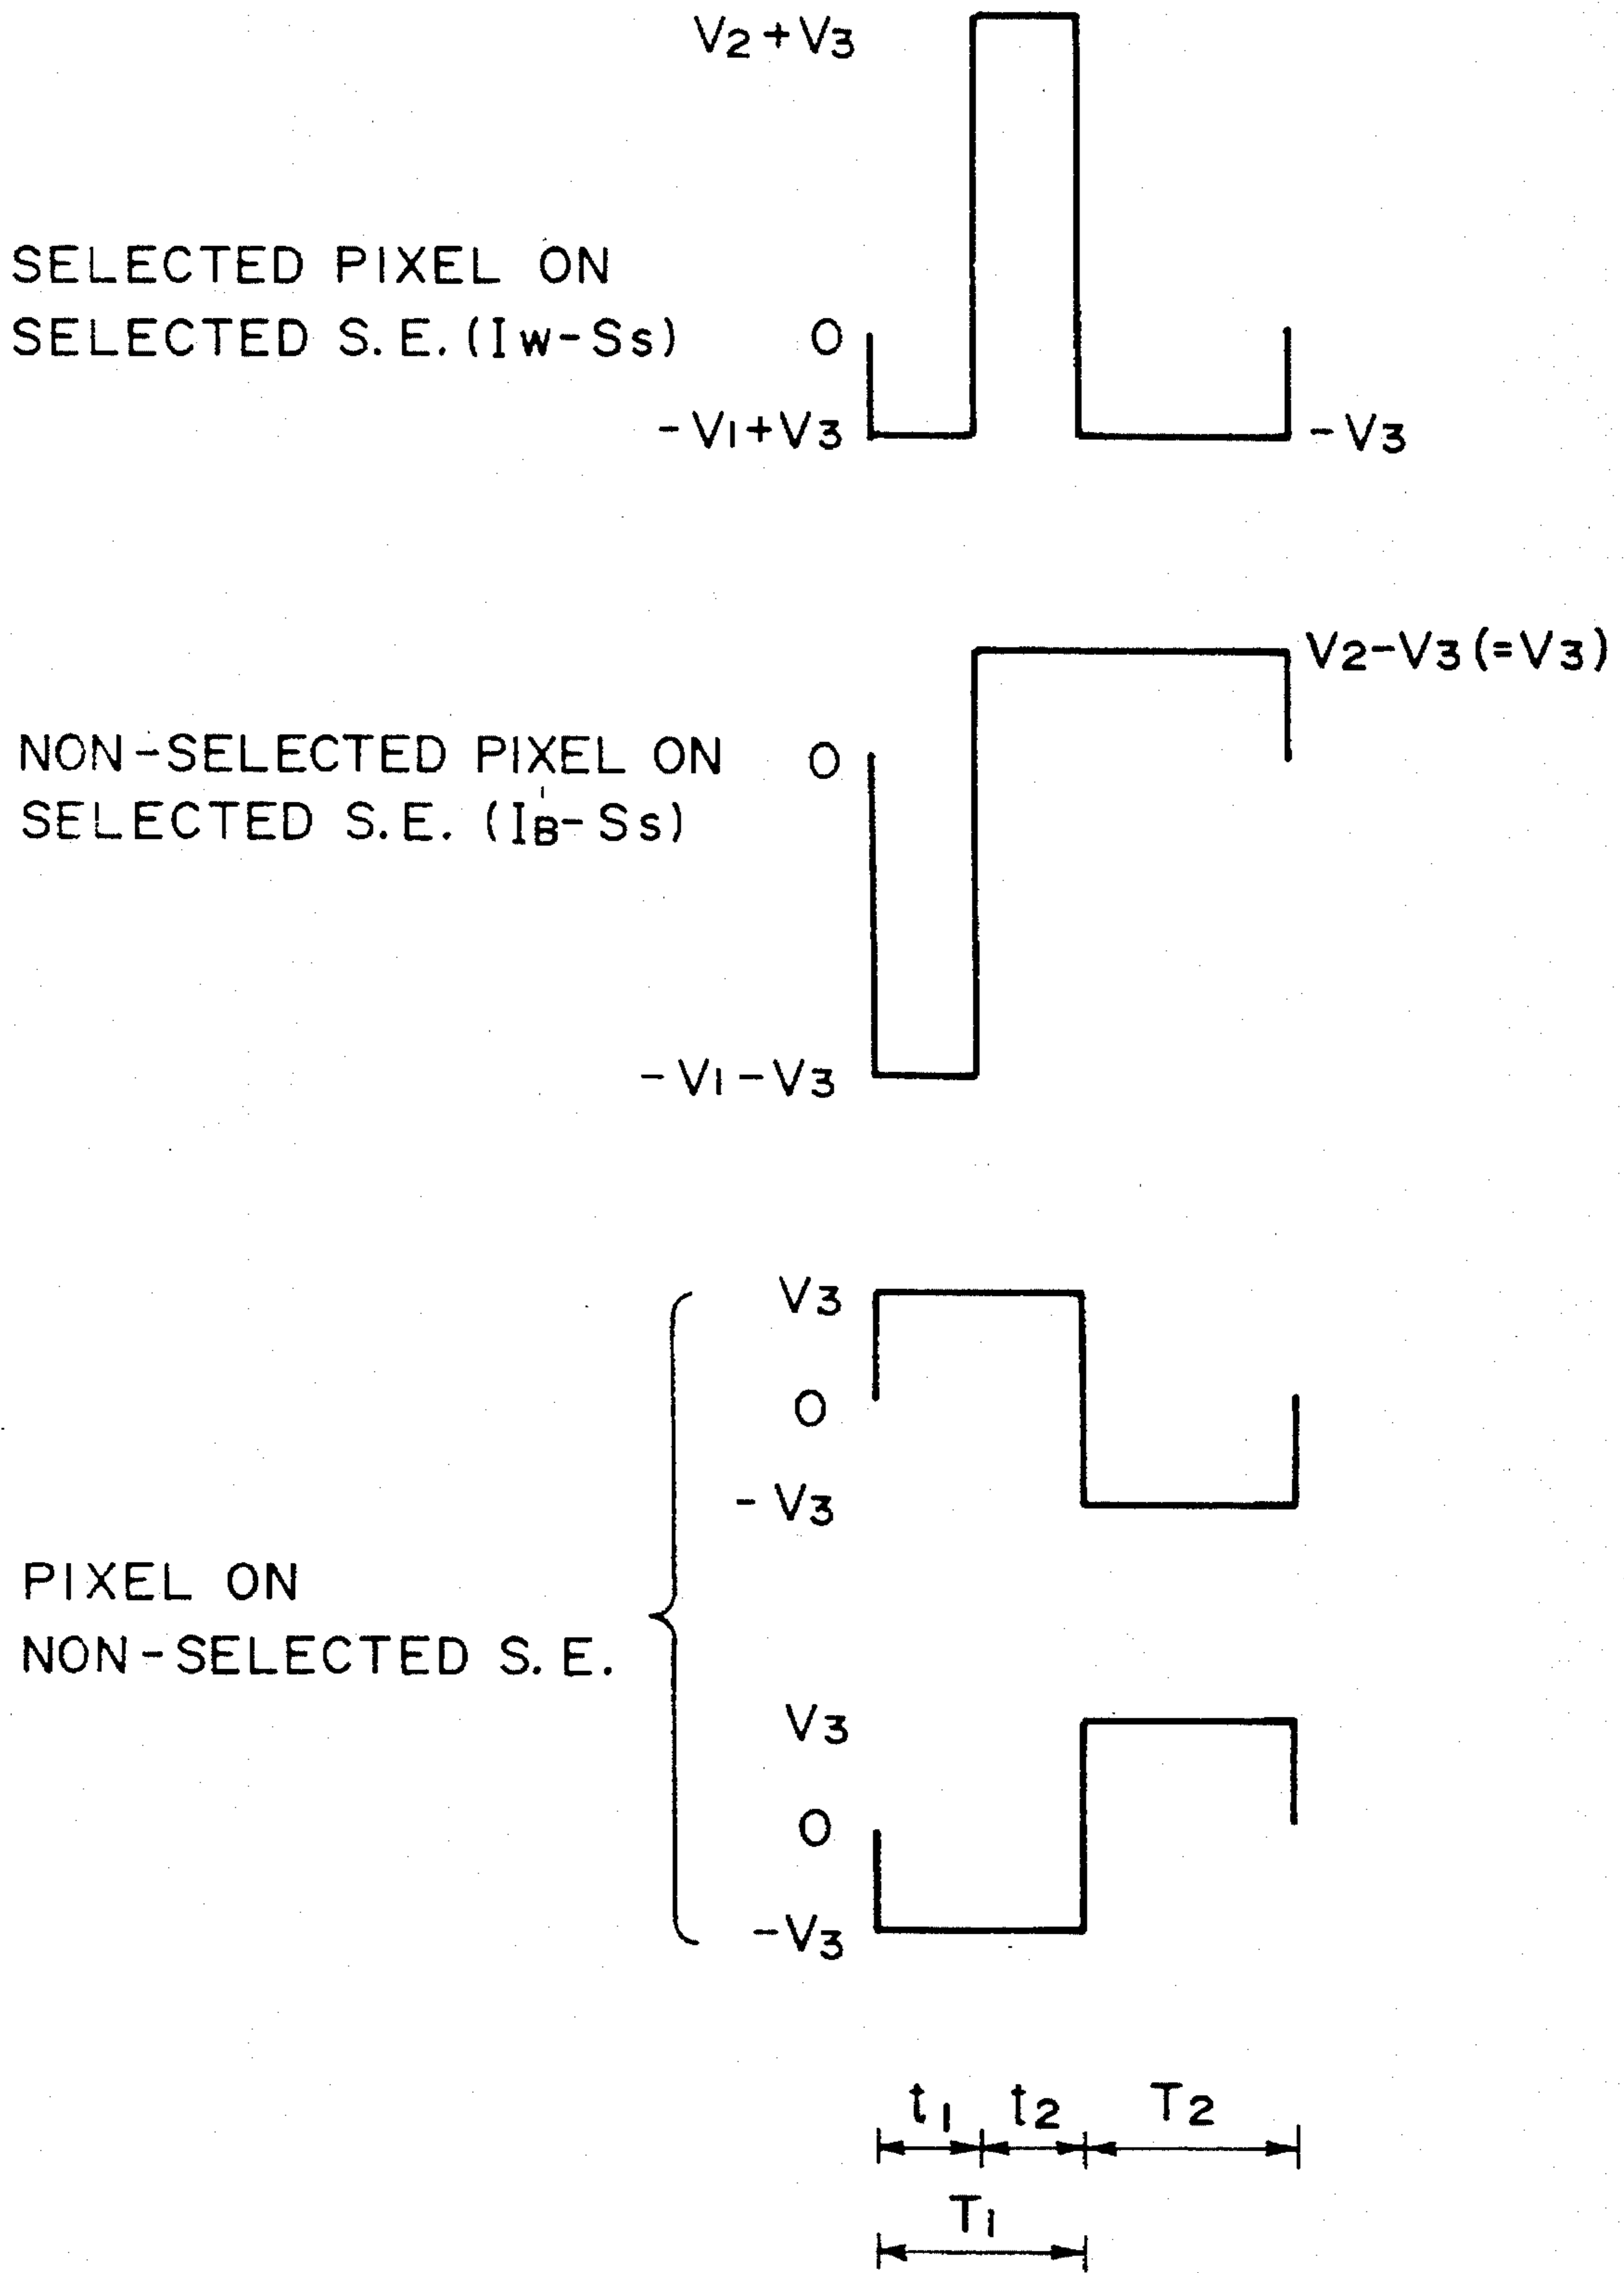 V2+V3
SELECTED PIXEL ON
SELECTED S.E.(Iw-Ss)
0
-V1+V3
-V3
V2-V3(=V3)
NON-SELECTED PIXEL ON
SELECTED S.E. (IB-Ss)
0
-V1-V3
V3
0
-V3
PIXEL ON
NON-SELECTED S.E.
V3
0
-V3
t1 t2 T2
T1